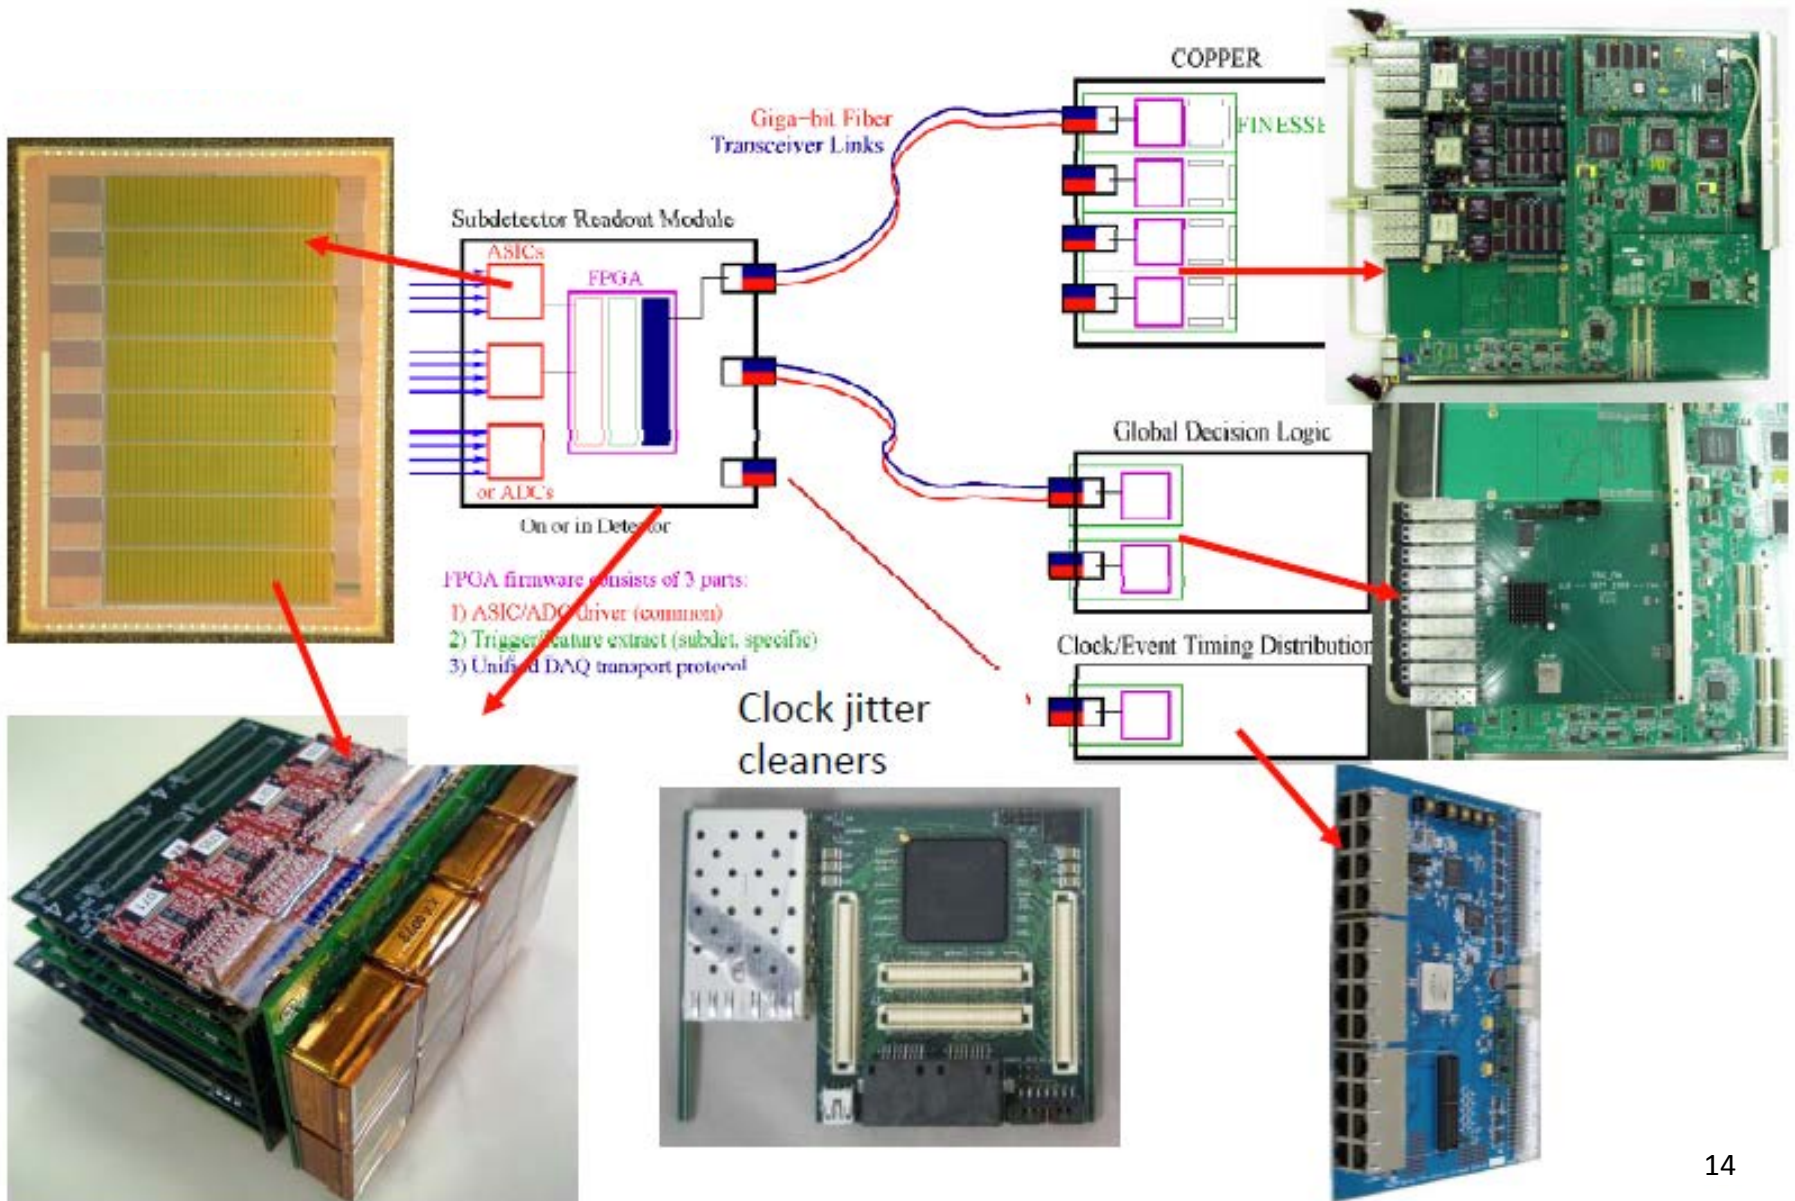 COPPER
Giga-bit Fiber
Transceiver Links
FINESSE
Subdetector Readout Module
ASICs
FPGA
or ADCs
On or in Detector
Global Decision Logic
FPGA firmware consists of 3 parts:
1) ASIC/ADC driver (common)
2) Trigger/feature extract (subdet. specific)
3) Unified DAQ transport protocol
Clock/Event Timing Distribution
Clock jitter
cleaners
14